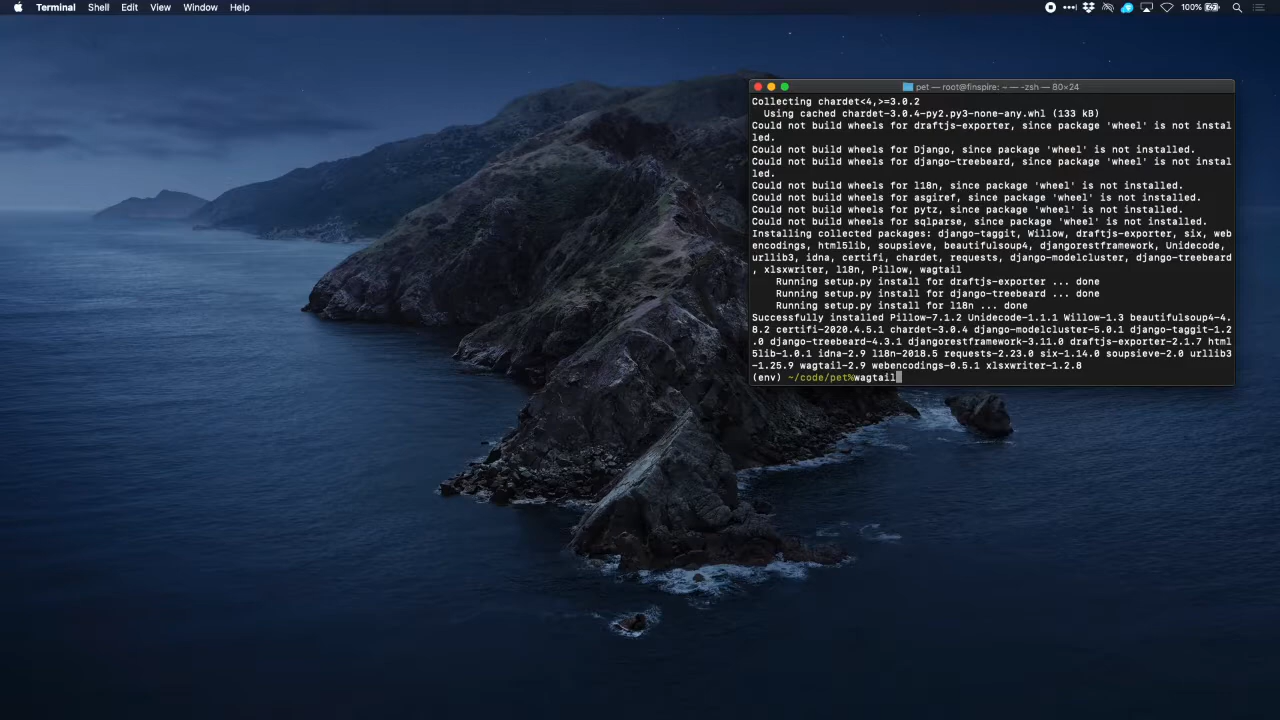 Terminal Shell Edit View Window Help 100%
pet — root@finspire: ~ — -zsh — 80×24
Collecting chardet<4,>=3.0.2
  Using cached chardet-3.0.4-py2.py3-none-any.whl (133 kB)
Could not build wheels for draftjs-exporter, since package 'wheel' is not instal
led.
Could not build wheels for Django, since package 'wheel' is not installed.
Could not build wheels for django-treebeard, since package 'wheel' is not instal
led.
Could not build wheels for l18n, since package 'wheel' is not installed.
Could not build wheels for asgiref, since package 'wheel' is not installed.
Could not build wheels for pytz, since package 'wheel' is not installed.
Could not build wheels for sqlparse, since package 'wheel' is not installed.
Installing collected packages: django-taggit, Willow, draftjs-exporter, six, web
encodings, html5lib, soupsieve, beautifulsoup4, djangorestframework, Unidecode,
urllib3, idna, certifi, chardet, requests, django-modelcluster, django-treebeard
, xlsxwriter, l18n, Pillow, wagtail
    Running setup.py install for draftjs-exporter ... done
    Running setup.py install for django-treebeard ... done
    Running setup.py install for l18n ... done
Successfully installed Pillow-7.1.2 Unidecode-1.1.1 Willow-1.3 beautifulsoup4-4.
8.2 certifi-2020.4.5.1 chardet-3.0.4 django-modelcluster-5.0.1 django-taggit-1.2
.0 django-treebeard-4.3.1 djangorestframework-3.11.0 draftjs-exporter-2.1.7 html
5lib-1.0.1 idna-2.9 l18n-2018.5 requests-2.23.0 six-1.14.0 soupsieve-2.0 urllib3
-1.25.9 wagtail-2.9 webencodings-0.5.1 xlsxwriter-1.2.8
(env) ~/code/pet%wagtail